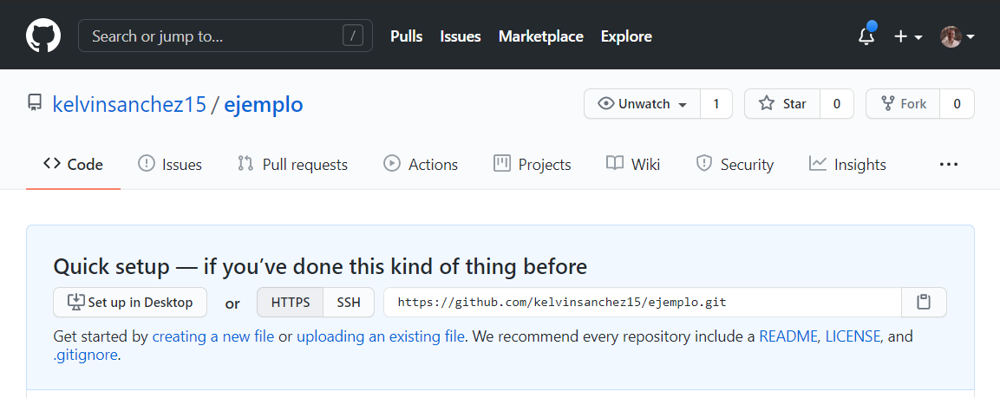 Search or jump to... / Pulls Issues Marketplace Explore
kelvinsanchez15 / ejemplo Unwatch 1 Star 0 Fork 0
Code Issues Pull requests Actions Projects Wiki Security Insights ...
Quick setup — if you’ve done this kind of thing before
Set up in Desktop or HTTPS SSH https://github.com/kelvinsanchez15/ejemplo.git
Get started by creating a new file or uploading an existing file. We recommend every repository include a README, LICENSE, and
.gitignore.